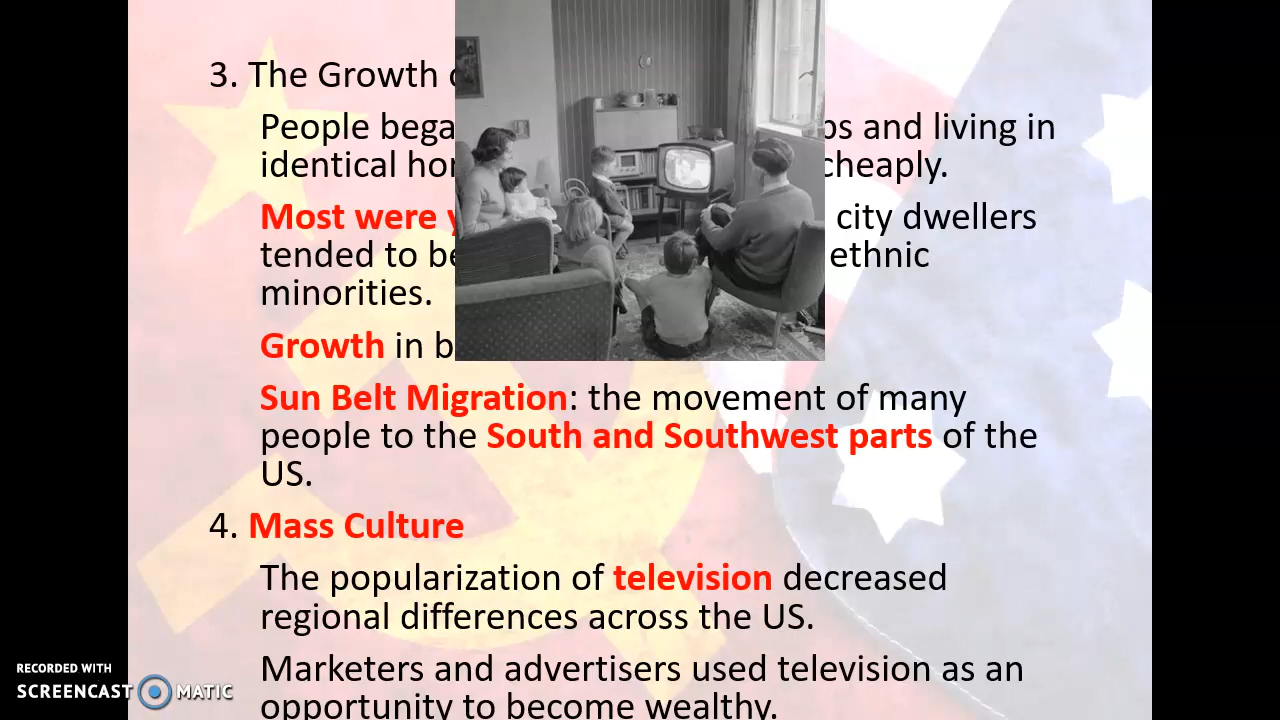 3. The Growth
People bega and living in
identical cheaply.
Most were city dwellers
tended to ethnic
minorities.
Growth in
Sun Belt Migration: the movement of many
people to the South and Southwest parts of the
US.
4. Mass Culture
The popularization of television decreased
regional differences across the US.
Marketers and advertisers used television as an
opportunity to become wealthy.
RECORDED WITH
SCREENCAST MATIC